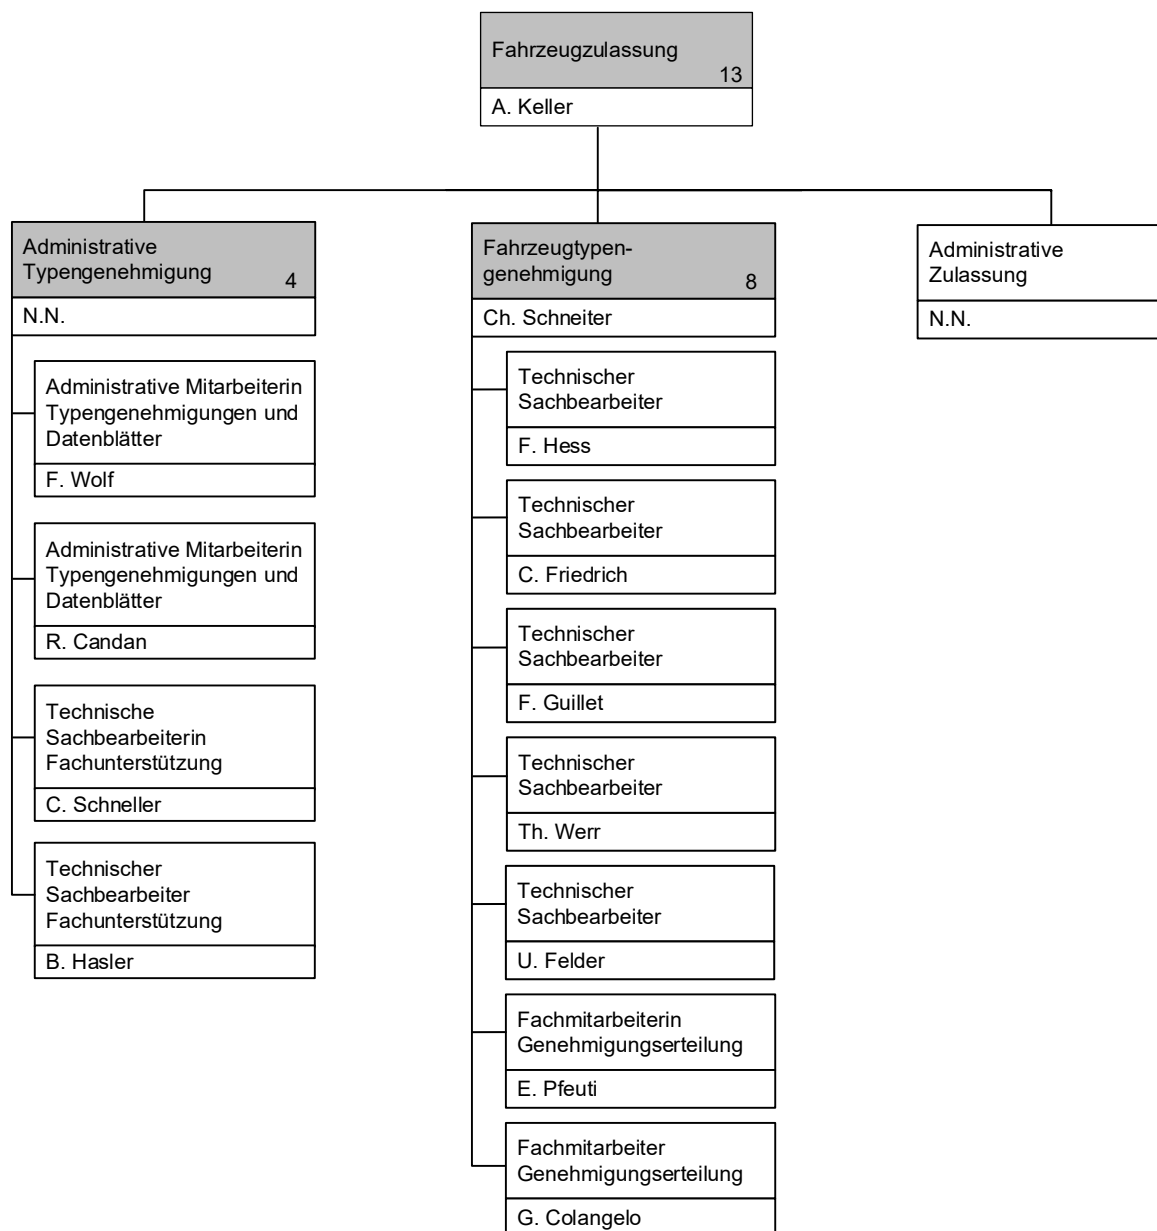 Fahrzeugzulassung
13
A. Keller
Administrative
Typengenehmigung
4
N.N.
Administrative Mitarbeiterin
Typengenehmigungen und
Datenblätter
F. Wolf
Administrative Mitarbeiterin
Typengenehmigungen und
Datenblätter
R. Candan
Technische
Sachbearbeiterin
Fachunterstützung
C. Schneller
Technischer
Sachbearbeiter
Fachunterstützung
B. Hasler
Fahrzeugtypen-
genehmigung
8
Ch. Schneiter
Technischer
Sachbearbeiter
F. Hess
Technischer
Sachbearbeiter
C. Friedrich
Technischer
Sachbearbeiter
F. Guillet
Technischer
Sachbearbeiter
Th. Werr
Technischer
Sachbearbeiter
U. Felder
Fachmitarbeiterin
Genehmigungserteilung
E. Pfeuti
Fachmitarbeiter
Genehmigungserteilung
G. Colangelo
Administrative
Zulassung
N.N.